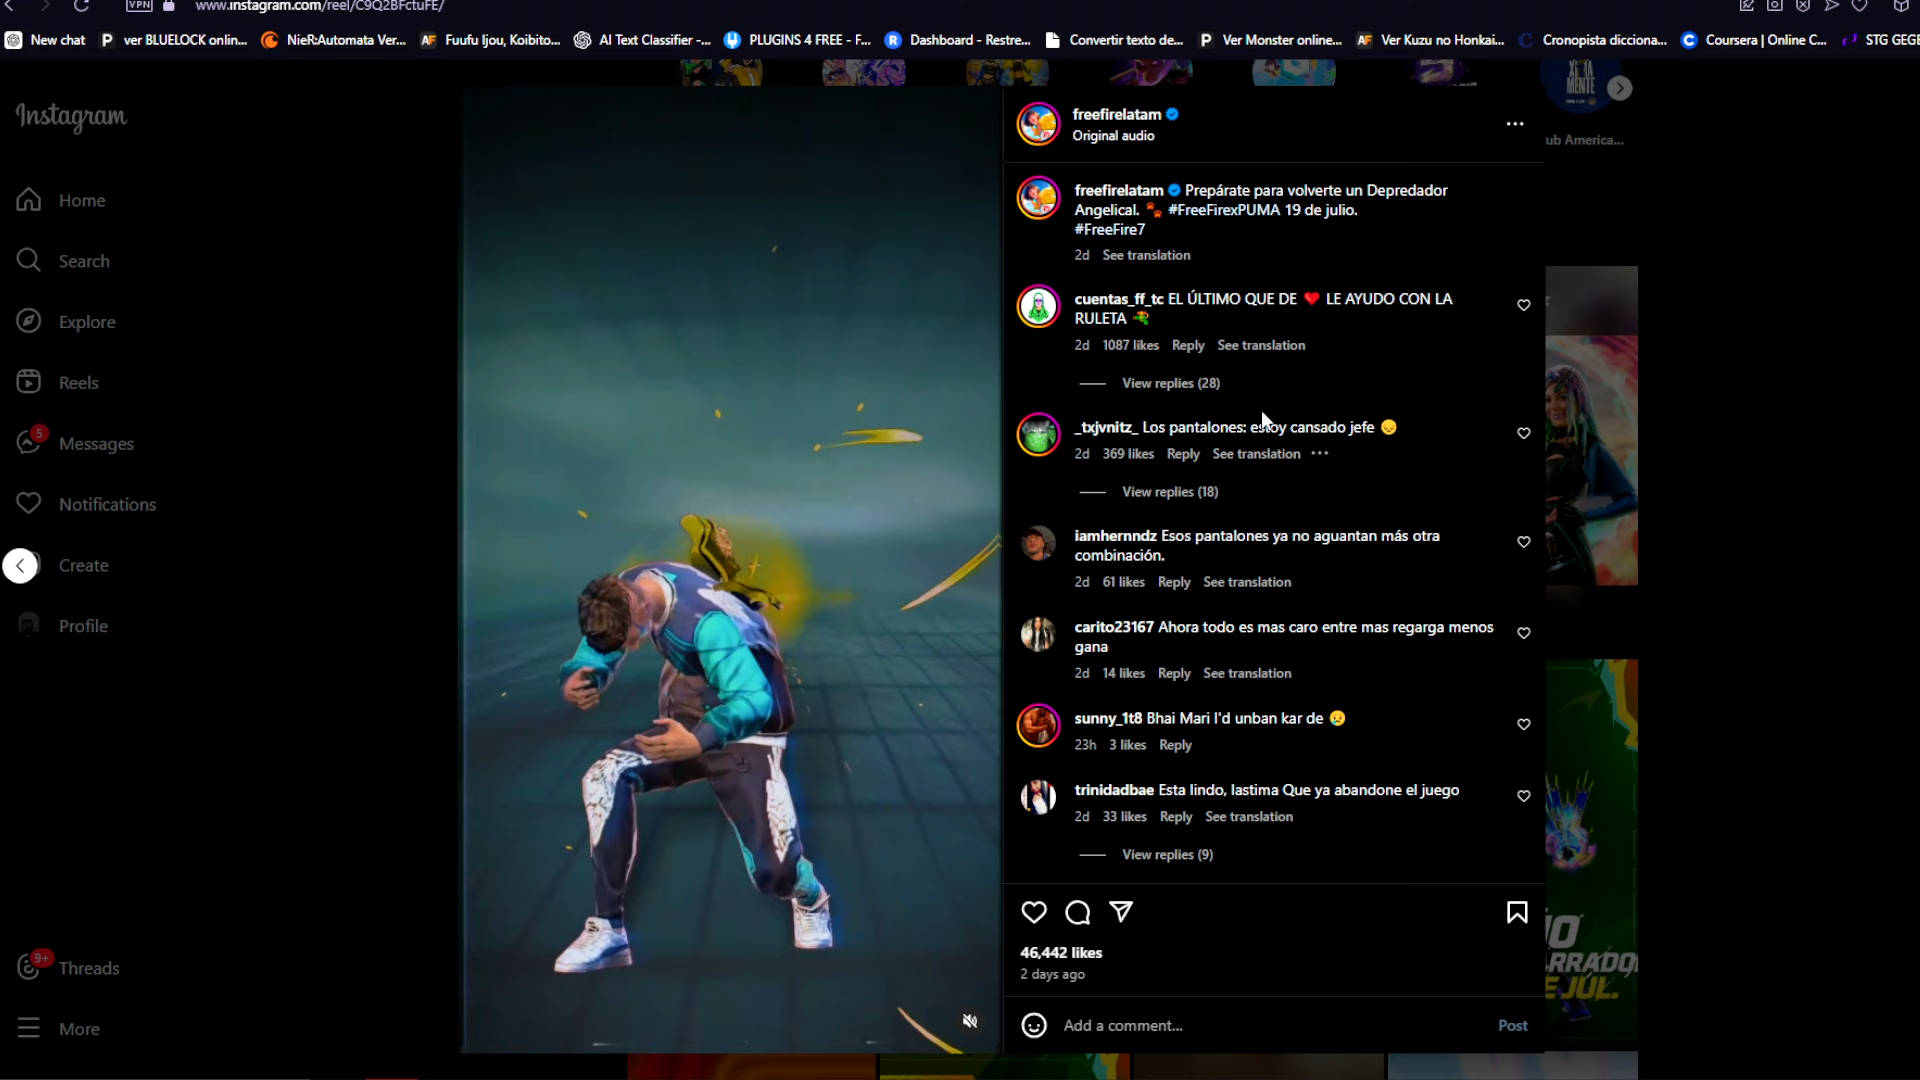 www.instagram.com/reel/C9Q2BFctuFE/
VPN
New chat
ver BLUELOCK onlin...
NieR:Automata Ver...
AF Fuufu Ijou, Koibito...
AI Text Classifier -...
PLUGINS 4 FREE - F...
R Dashboard - Restre...
Convertir texto de...
P Ver Monster online...
AF Ver Kuzu no Honkai...
Cronopista dicciona...
Coursera | Online C...
STG GEGE
Instagram
Home
Search
Explore
Reels
5
Messages
Notifications
Create
Profile
9+
Threads
More
freefirelatam
Original audio
freefirelatam Prepárate para volverte un Depredador
Angelical. 🐾 #FreeFirexPUMA 19 de julio.
#FreeFire7
2d See translation
cuentas_ff_tc EL ÚLTIMO QUE DE ❤️ LE AYUDO CON LA
RULETA
2d 1087 likes Reply See translation
View replies (28)
_txjvnitz_ Los pantalones: estoy cansado jefe 😞
2d 369 likes Reply See translation ...
View replies (18)
iamhernndz Esos pantalones ya no aguantan más otra
combinación.
2d 61 likes Reply See translation
carito23167 Ahora todo es mas caro entre mas regarga menos
gana
2d 14 likes Reply See translation
sunny_1t8 Bhai Mari I'd unban kar de 😥
23h 3 likes Reply
trinidadbae Esta lindo, lastima Que ya abandone el juego
2d 33 likes Reply See translation
View replies (9)
46,442 likes
2 days ago
Add a comment...
Post
MENTE
ub America...
RRADO
E JUL.